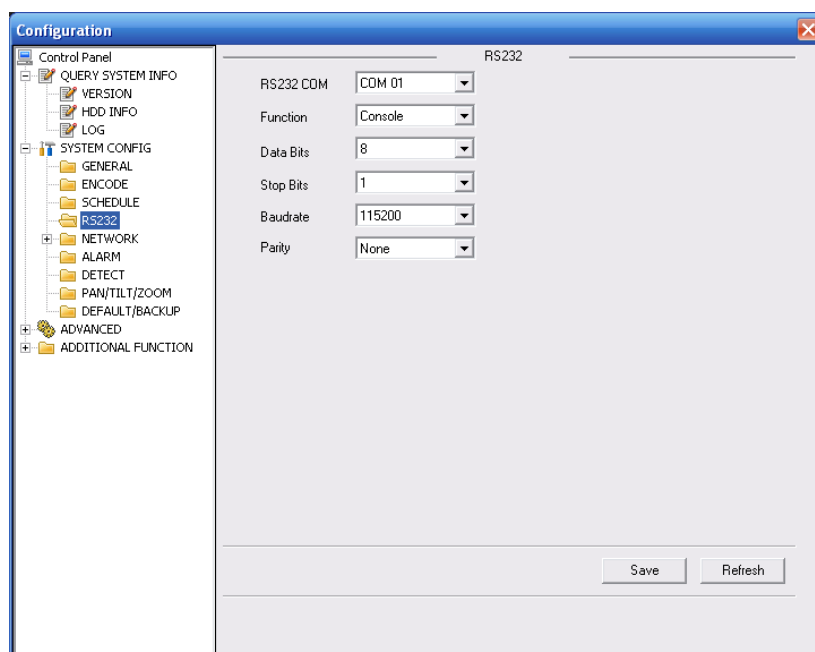 Configuration
Control Panel
QUERY SYSTEM INFO
VERSION
HDD INFO
LOG
SYSTEM CONFIG
GENERAL
ENCODE
SCHEDULE
RS232
NETWORK
ALARM
DETECT
PAN/TILT/ZOOM
DEFAULT/BACKUP
ADVANCED
ADDITIONAL FUNCTION
RS232
RS232 COM COM 01
Function Console
Data Bits 8
Stop Bits 1
Baudrate 115200
Parity None
Save Refresh